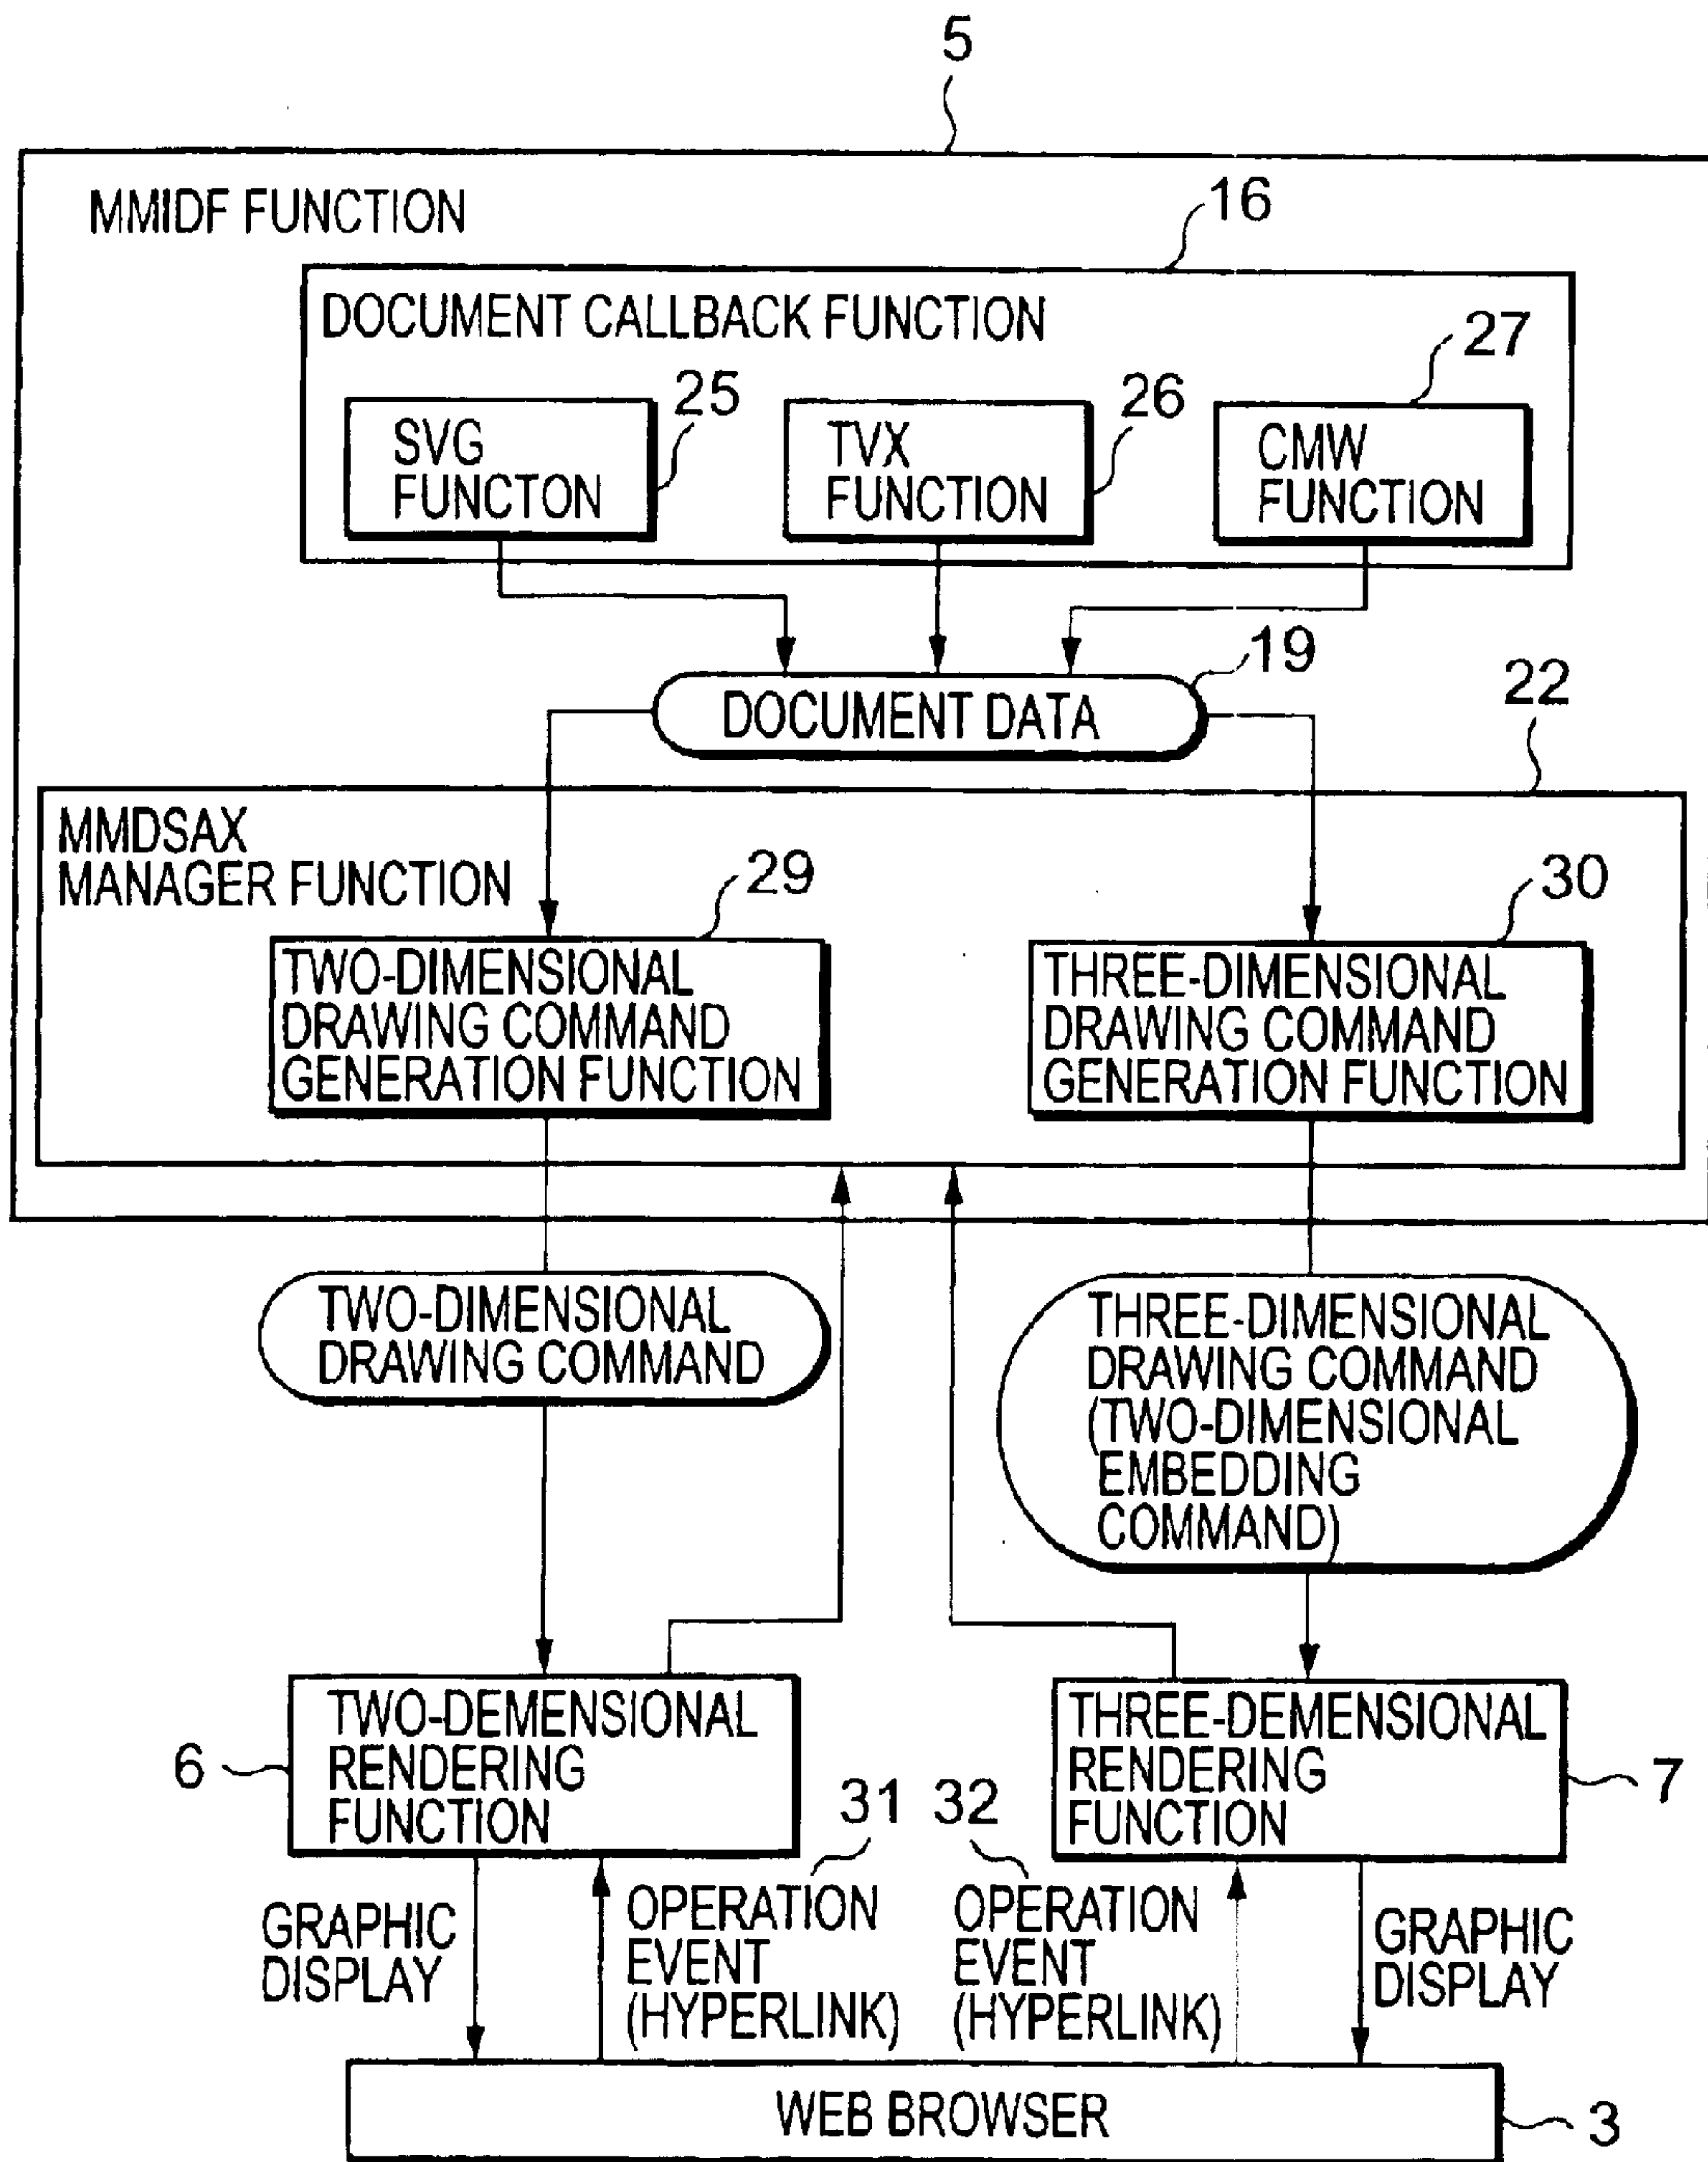 5
MMIDF FUNCTION
16
DOCUMENT CALLBACK FUNCTION
27
25
26
SVG
FUNCTON
TVX
FUNCTION
CMW
FUNCTION
19
DOCUMENT DATA
22
MMDSAX
MANAGER FUNCTION
29
30
TWO-DIMENSIONAL
DRAWING COMMAND
GENERATION FUNCTION
THREE-DIMENSIONAL
DRAWING COMMAND
GENERATION FUNCTION
TWO-DIMENSIONAL
DRAWING COMMAND
THREE-DIMENSIONAL
DRAWING COMMAND
(TWO-DIMENSIONAL
EMBEDDING
COMMAND)
TWO-DEMENSIONAL
RENDERING
FUNCTION
6
THREE-DEMENSIONAL
RENDERING
FUNCTION
7
31
32
GRAPHIC
DISPLAY
OPERATION
EVENT
(HYPERLINK)
OPERATION
EVENT
(HYPERLINK)
GRAPHIC
DISPLAY
WEB BROWSER
3